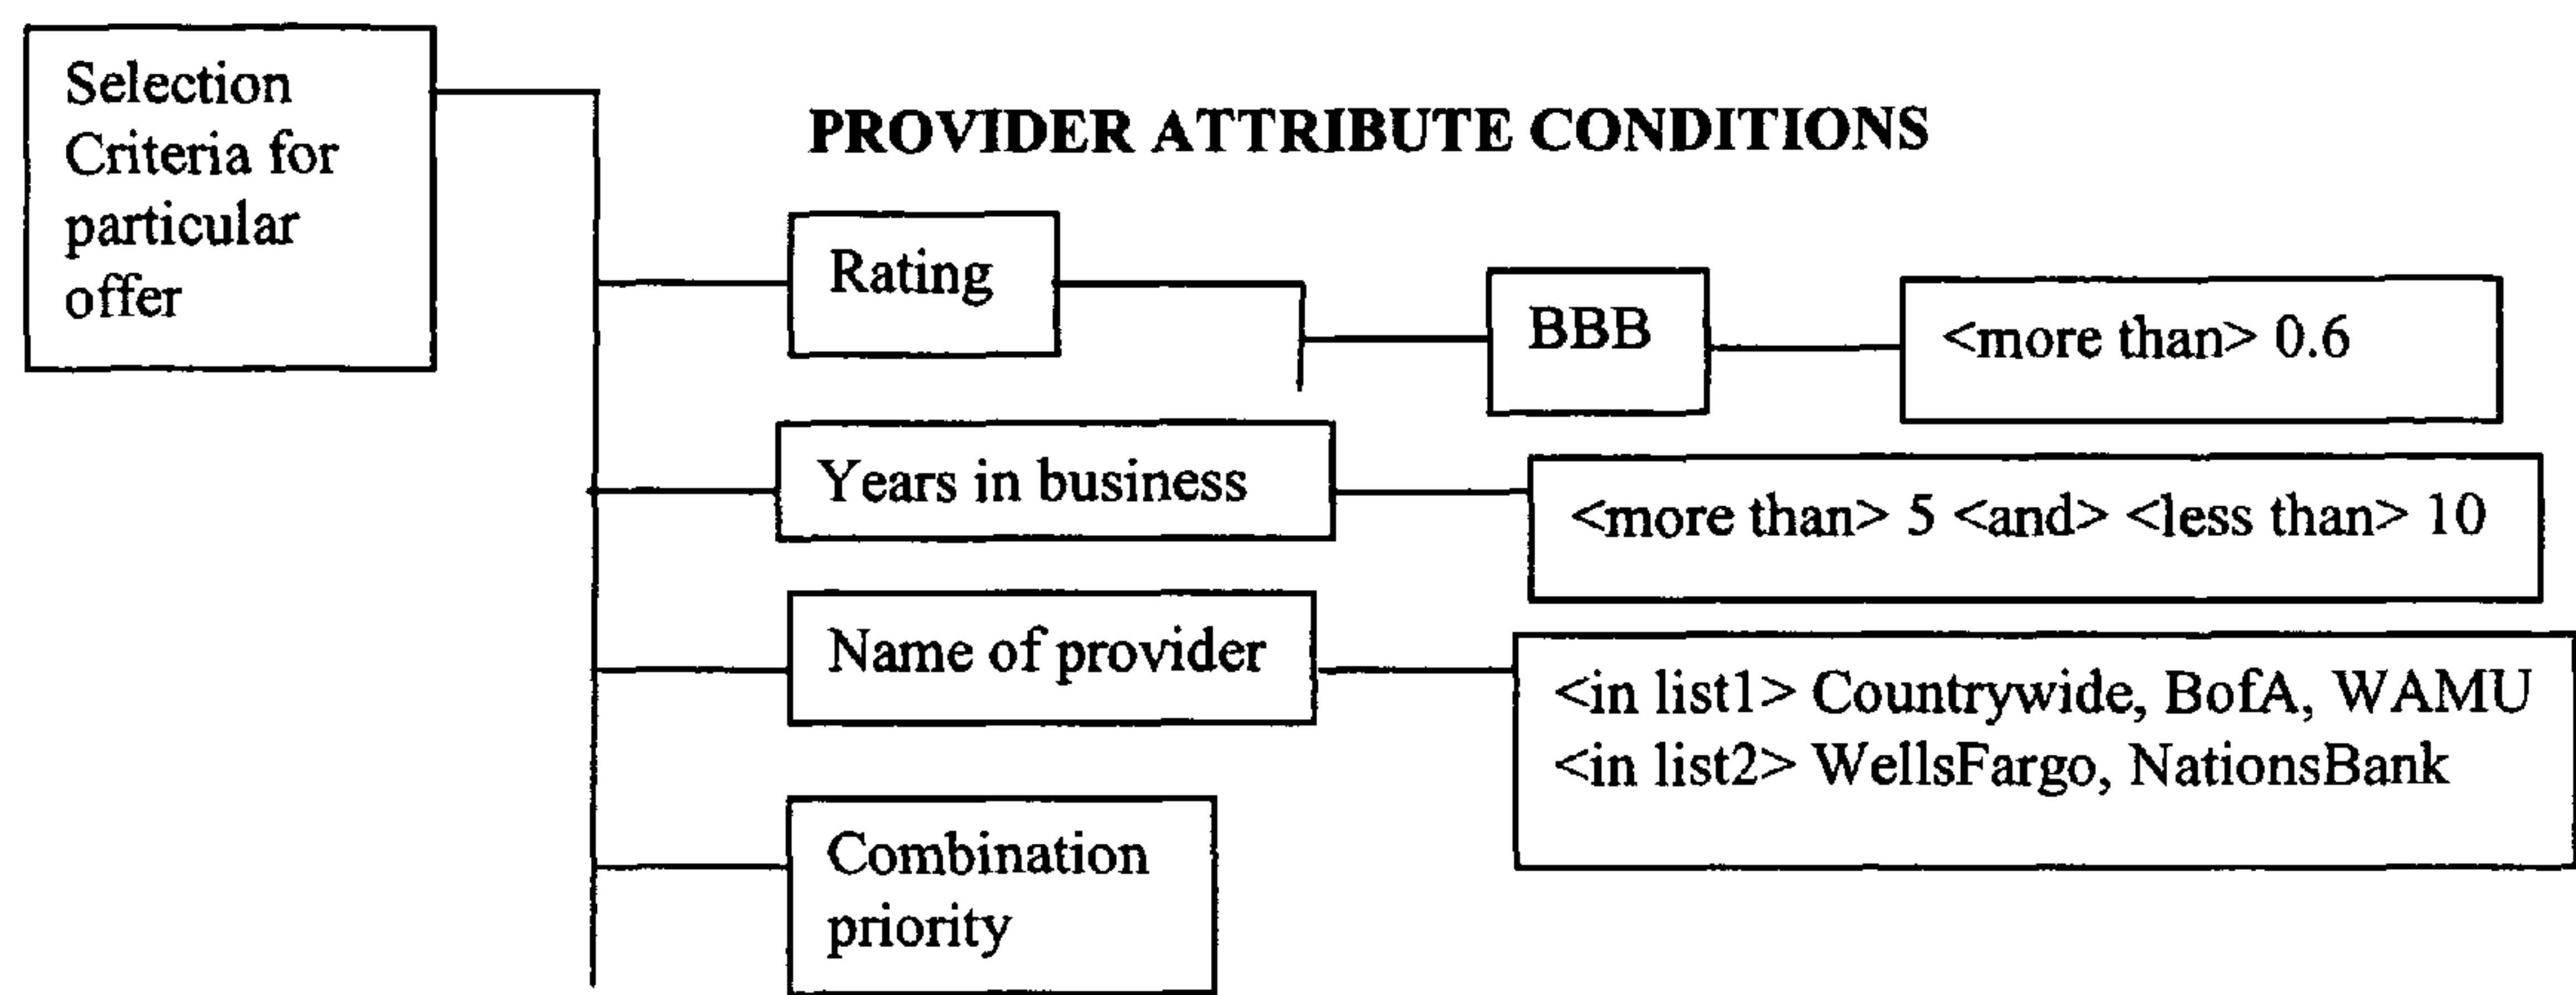 Selection
Criteria for
particular
offer
PROVIDER ATTRIBUTE CONDITIONS
Rating
BBB
<more than> 0.6
Years in business
<more than> 5 <and> <less than> 10
Name of provider
<in list1> Countrywide, BofA, WAMU
<in list2> WellsFargo, NationsBank
Combination
priority